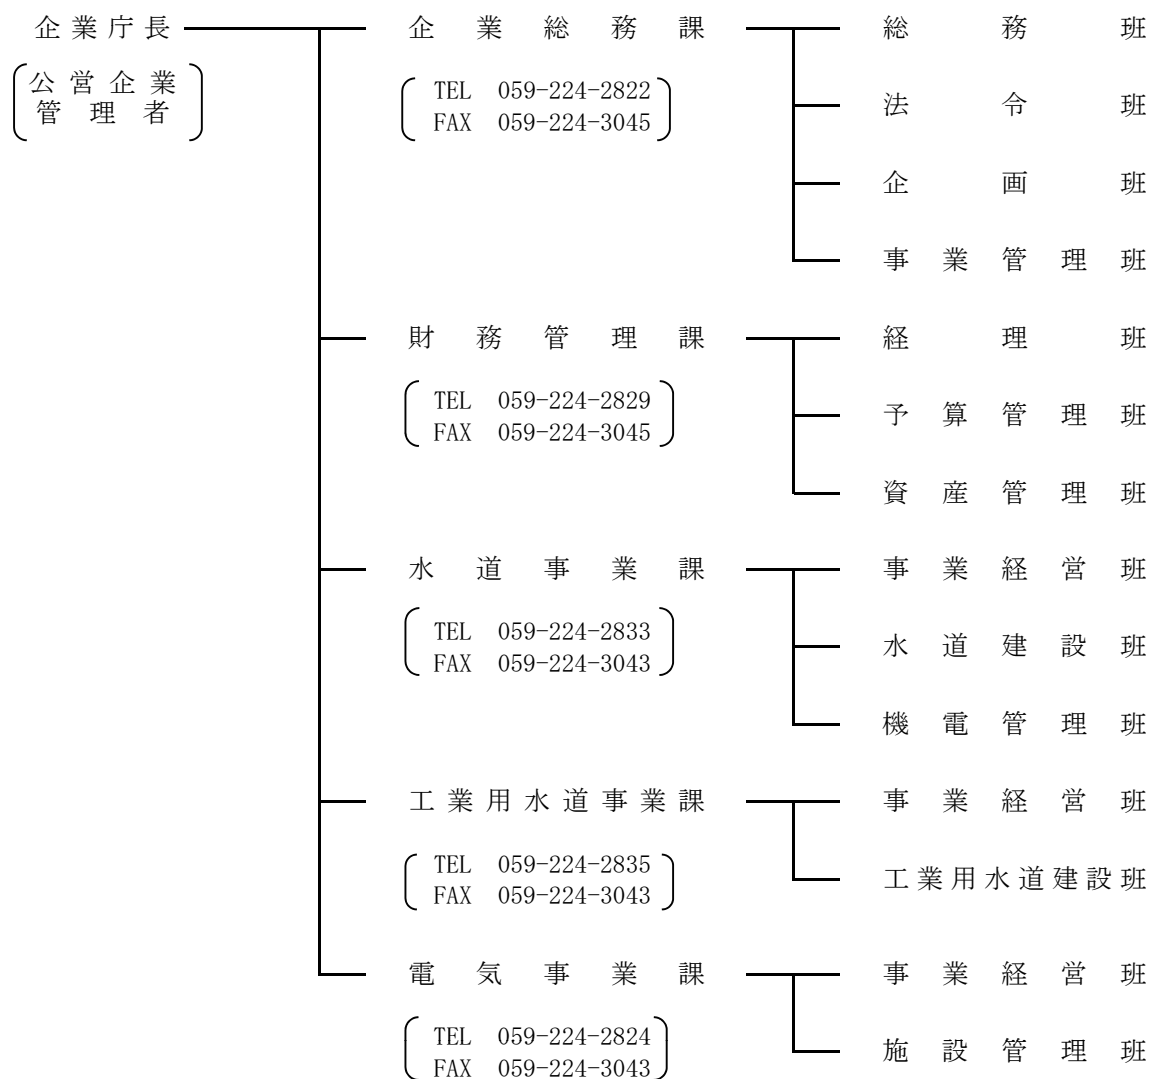 企業庁長 企業総務課 総務班
公営企業
管理者
TEL 059-224-2822
FAX 059-224-3045
法令班
企画班
事業管理班
財務管理課 経理班
TEL 059-224-2829
FAX 059-224-3045
予算管理班
資産管理班
水道事業課 事業経営班
TEL 059-224-2833
FAX 059-224-3043
水道建設班
機電管理班
工業用水道事業課 事業経営班
TEL 059-224-2835
FAX 059-224-3043
工業用水道建設班
電気事業課 事業経営班
TEL 059-224-2824
FAX 059-224-3043
施設管理班